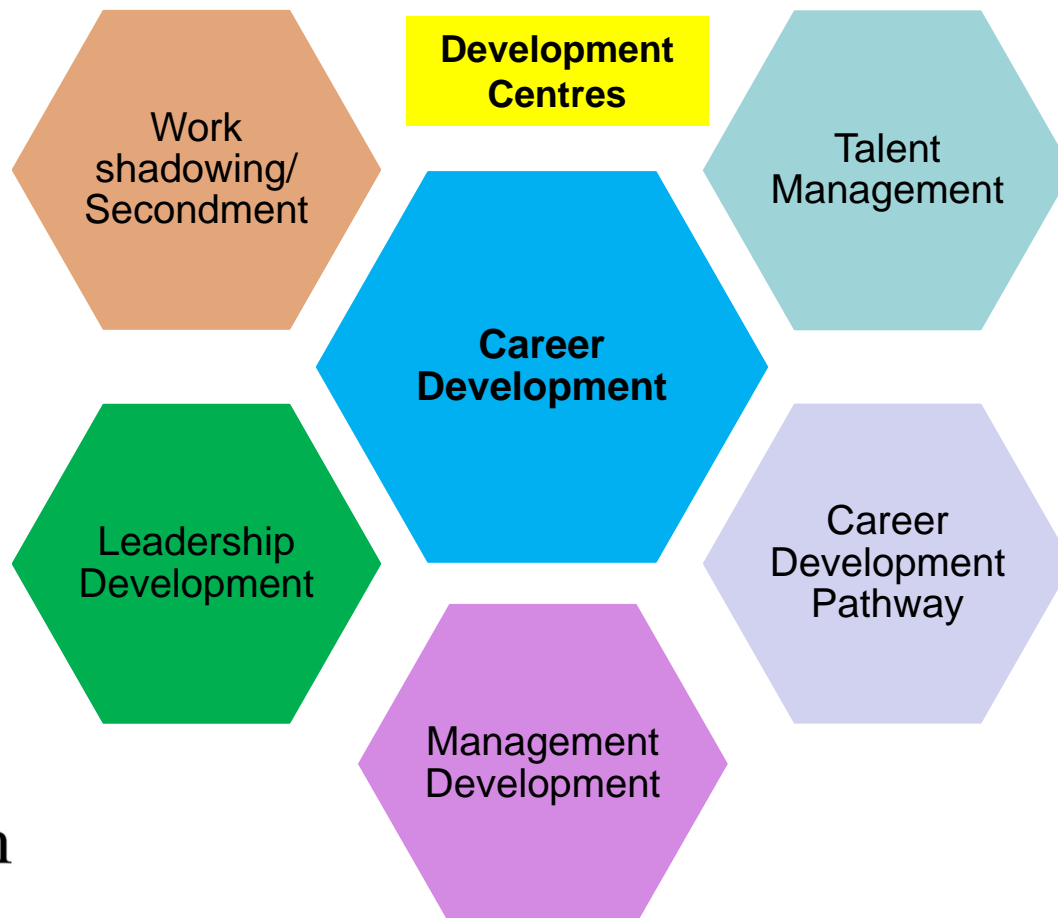 Development
Centres
Work
shadowing/
Secondment
Talent
Management
Career
Development
Leadership
Development
Career
Development
Pathway
Management
Development